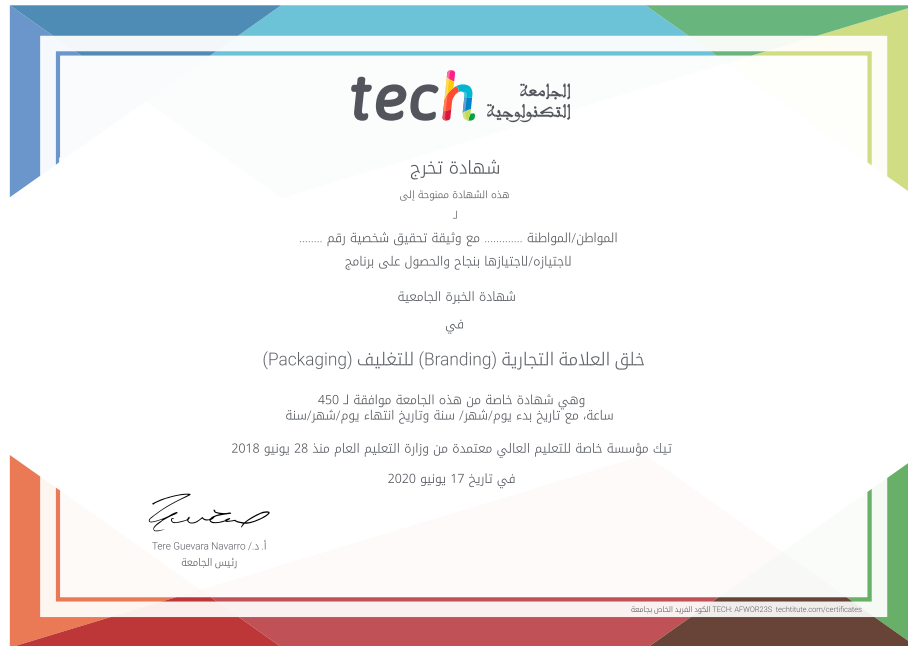 tech الجامعة
التكنولوجية
شهادة تخرج
هذه الشهادة ممنوحة إلى
لـ
المواطن/المواطنة ............ مع وثيقة تحقيق شخصية رقم ........
لاجتيازه/لاجتيازها بنجاح والحصول على برنامج
شهادة الخبرة الجامعية
في
خلق العلامة التجارية (Branding) للتغليف (Packaging)
وهي شهادة خاصة من هذه الجامعة موافقة لـ 450
ساعة، مع تاريخ بدء يوم/شهر/ سنة وتاريخ انتهاء يوم/شهر/سنة
تيك مؤسسة خاصة للتعليم العالي معتمدة من وزارة التعليم العام منذ 28 يونيو 2018
في تاريخ 17 يونيو 2020
أ.د./ Tere Guevara Navarro
رئيس الجامعة
الكود الفريد الخاص بجامعة TECH: AFWOR23S techtitute.com/certificates